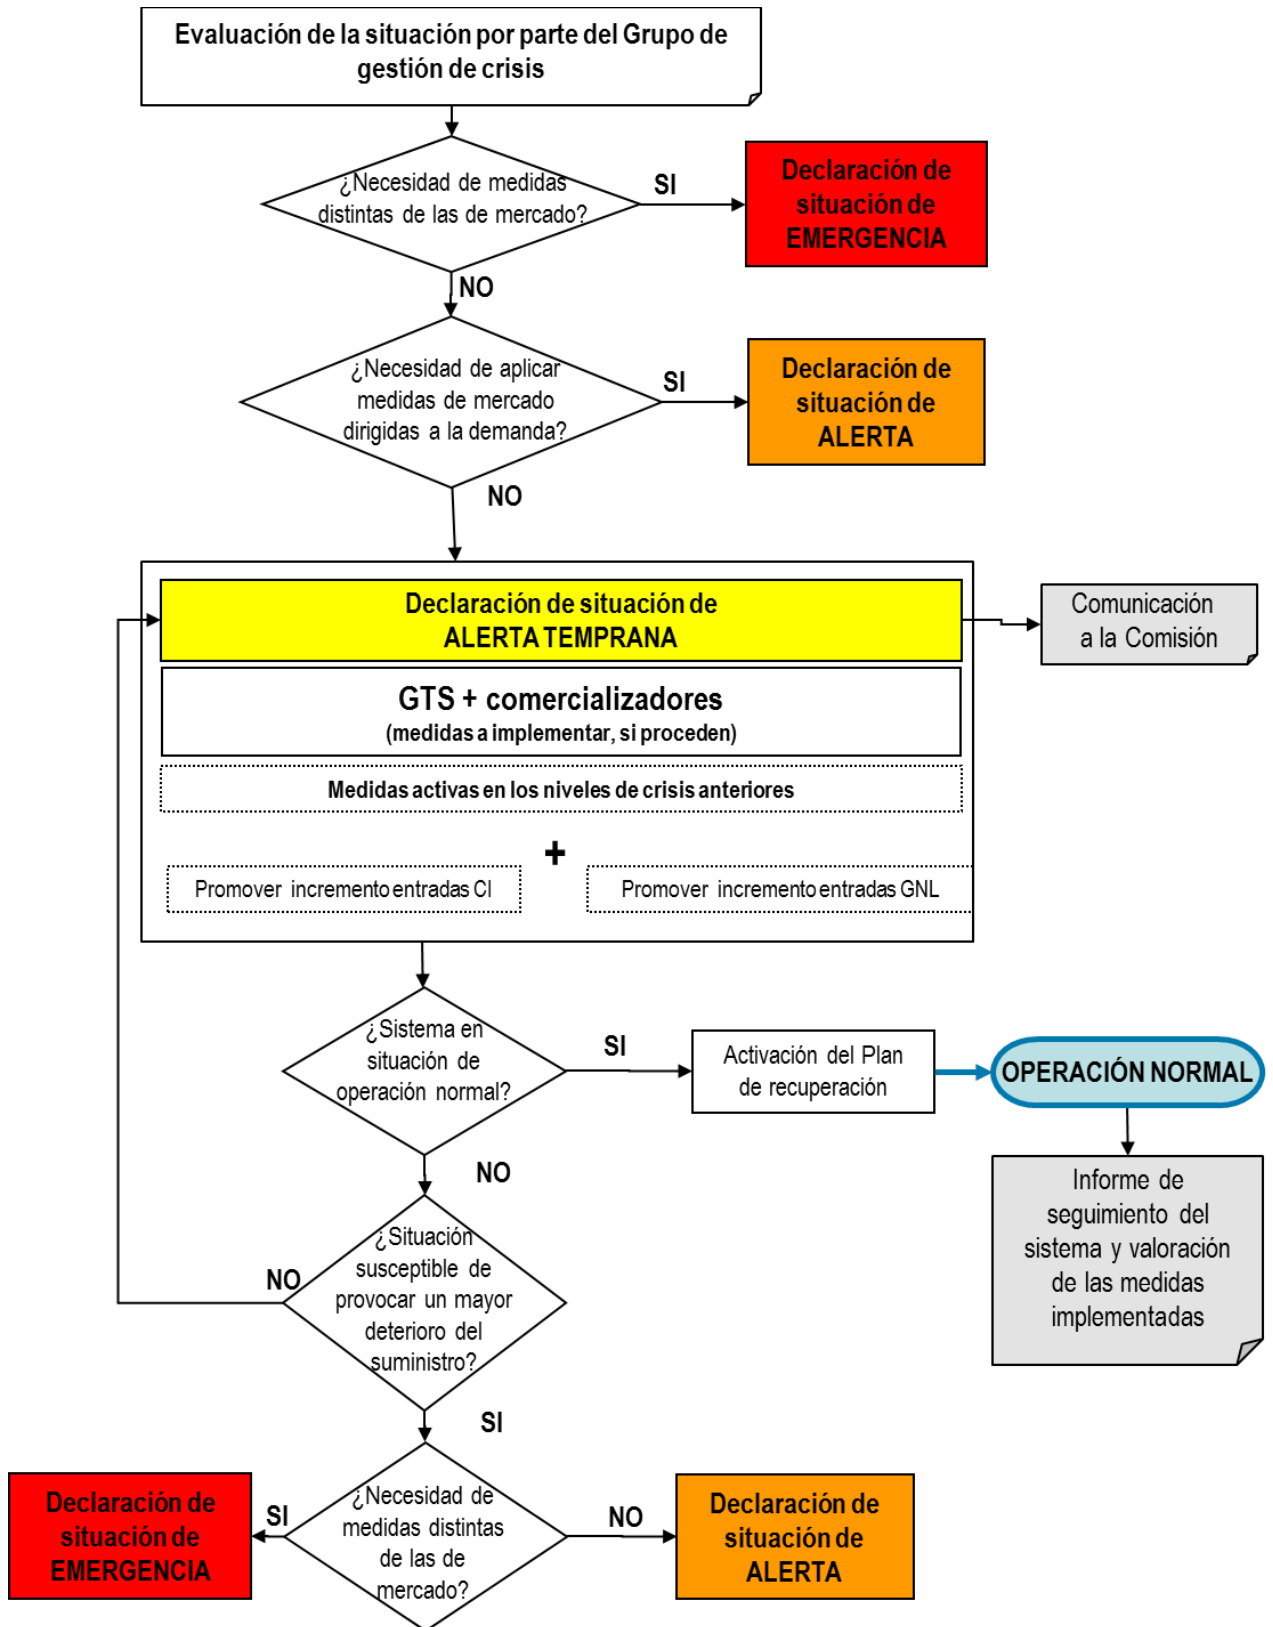 Evaluación de la situación por parte del Grupo de
gestión de crisis
¿Necesidad de medidas
distintas de las de mercado?
SI
Declaración de
situación de
EMERGENCIA
NO
¿Necesidad de aplicar
medidas de mercado
dirigidas a la demanda?
SI
Declaración de
situación de
ALERTA
NO
Declaración de situación de
ALERTA TEMPRANA
Comunicación
a la Comisión
GTS + comercializadores
(medidas a implementar, si proceden)
Medidas activas en los niveles de crisis anteriores
+
Promover incremento entradas CI
Promover incremento entradas GNL
¿Sistema en
situación de
operación normal?
SI
Activación del Plan
de recuperación
OPERACIÓN NORMAL
NO
Informe de
seguimiento del
sistema y valoración
de las medidas
implementadas
¿Situación
susceptible de
provocar un mayor
deterioro del
suministro?
NO
SI
¿Necesidad de
medidas distintas
de las de
mercado?
SI
Declaración de
situación de
EMERGENCIA
NO
Declaración de
situación de
ALERTA